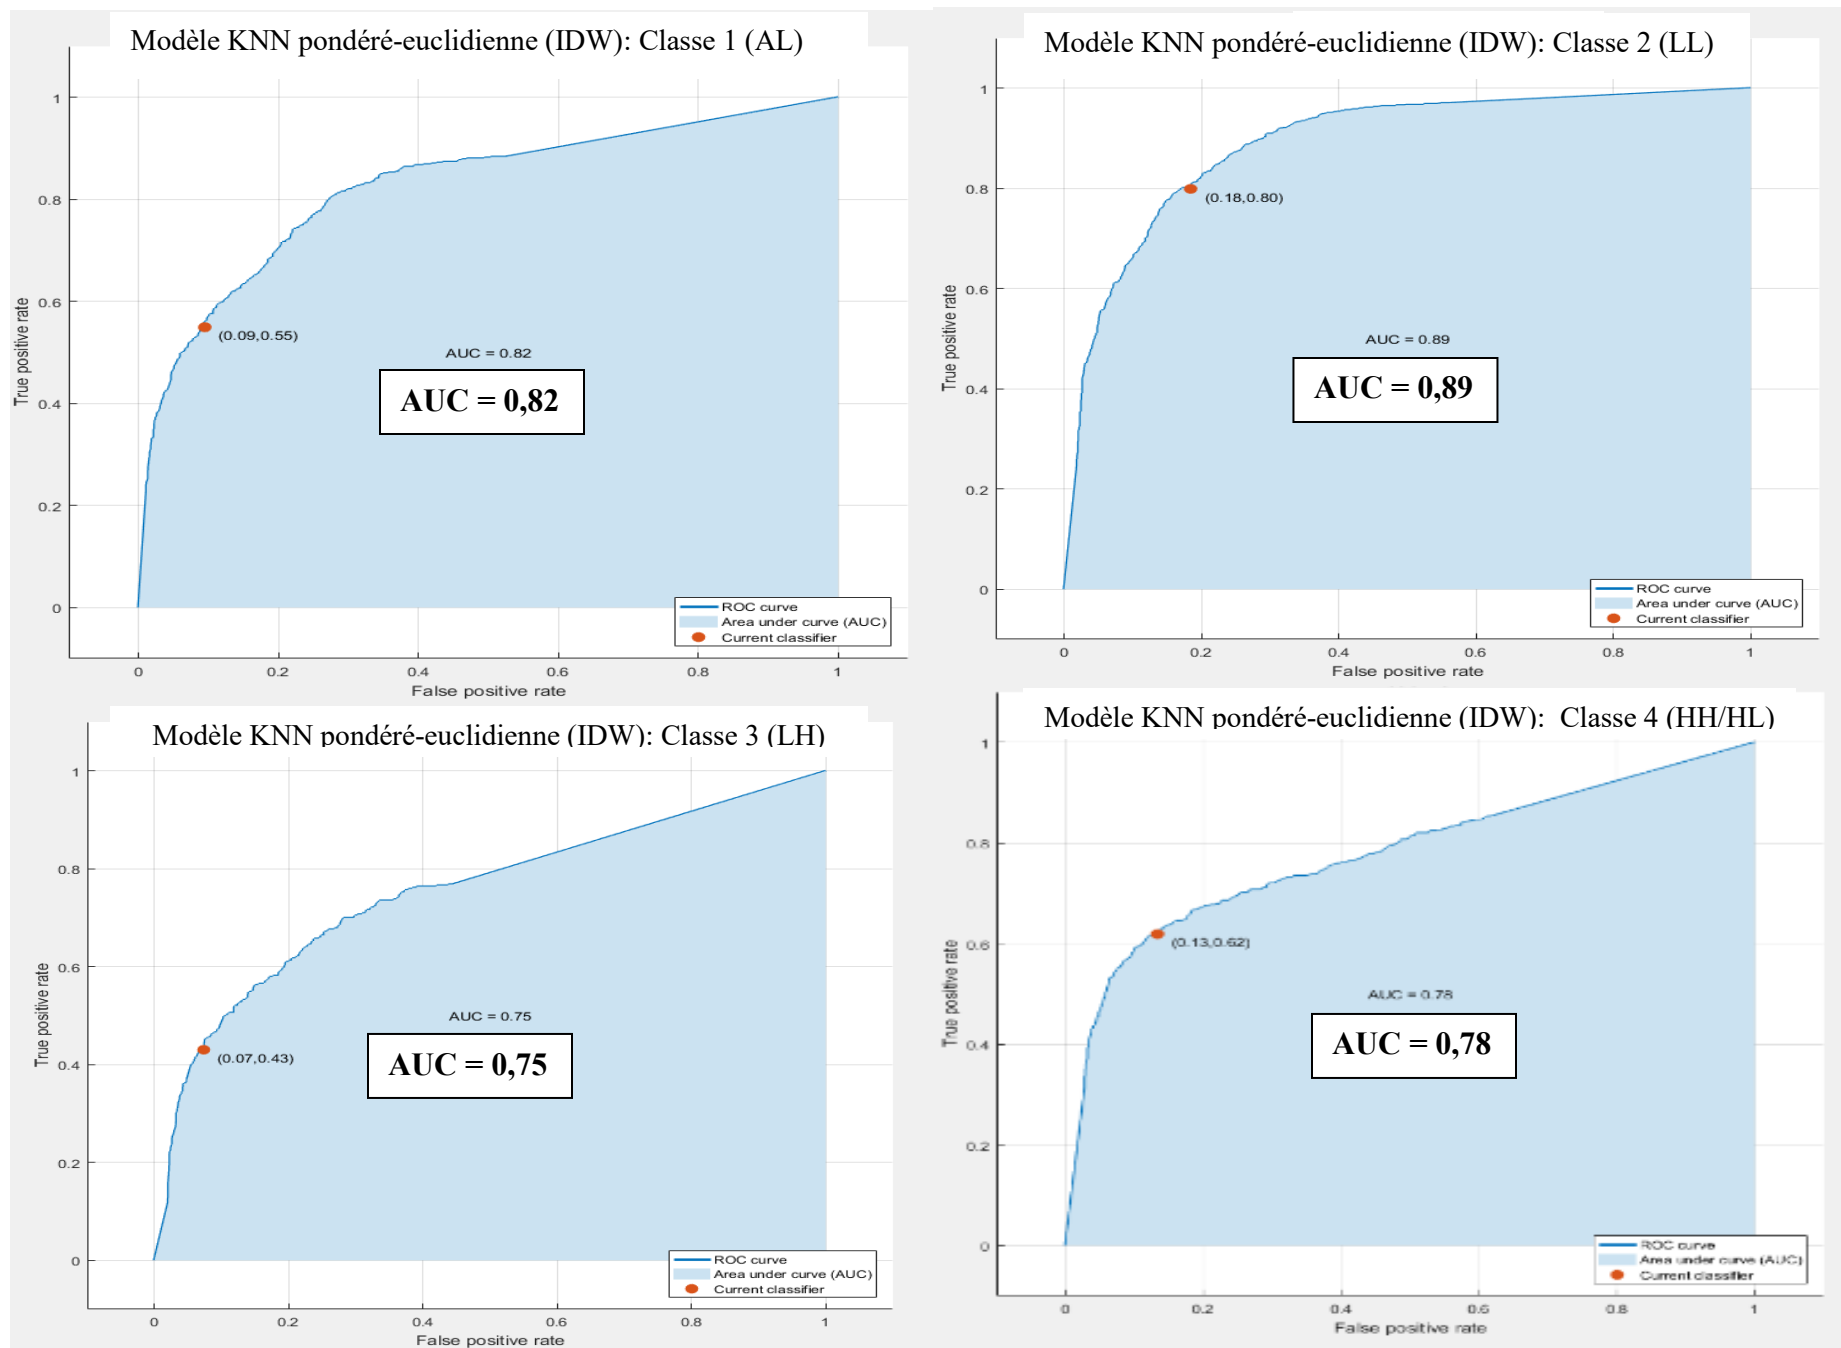 Modèle KNN pondéré-euclidienne (IDW): Classe 1 (AL)
1
0.8
0.6
0.4
0.2
0
True positive rate
(0.09,0.55)
AUC = 0.82
AUC = 0,82
ROC curve
Area under curve (AUC)
Current classifier
0 0.2 0.4 0.6 0.8 1
False positive rate
Modèle KNN pondéré-euclidienne (IDW): Classe 2 (LL)
1
0.8
0.6
0.4
0.2
0
True positive rate
(0.18,0.80)
AUC = 0.89
AUC = 0,89
ROC curve
Area under curve (AUC)
Current classifier
0 0.2 0.4 0.6 0.8 1
False positive rate
Modèle KNN pondéré-euclidienne (IDW): Classe 3 (LH)
1
0.8
0.6
0.4
0.2
0
True positive rate
(0.07,0.43)
AUC = 0.75
AUC = 0,75
ROC curve
Area under curve (AUC)
Current classifier
0 0.2 0.4 0.6 0.8 1
False positive rate
Modèle KNN pondéré-euclidienne (IDW): Classe 4 (HH/HL)
1
0.8
0.6
0.4
0.2
0
True positive rate
(0.13,0.62)
AUC = 0.78
AUC = 0,78
ROC curve
Area under curve (AUC)
Current classifier
0 0.2 0.4 0.6 0.8 1
False positive rate